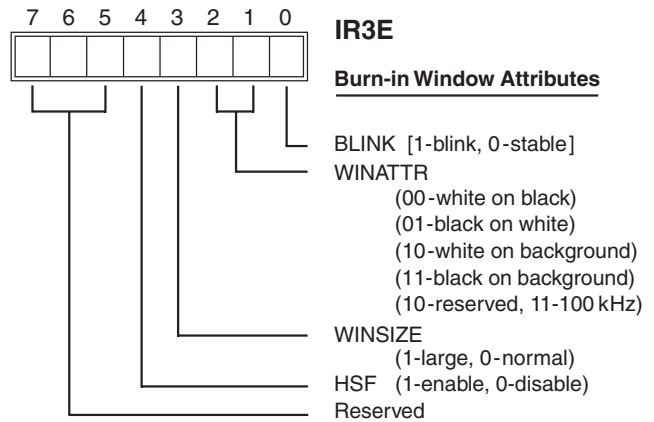 7 6 5 4 3 2 1 0
IR3E
Burn-in Window Attributes
BLINK [1-blink, 0-stable]
WINATTR
(00-white on black)
(01-black on white)
(10-white on background)
(11-black on background)
(10-reserved, 11-100 kHz)
WINSIZE
(1-large, 0-normal)
HSF (1-enable, 0-disable)
Reserved